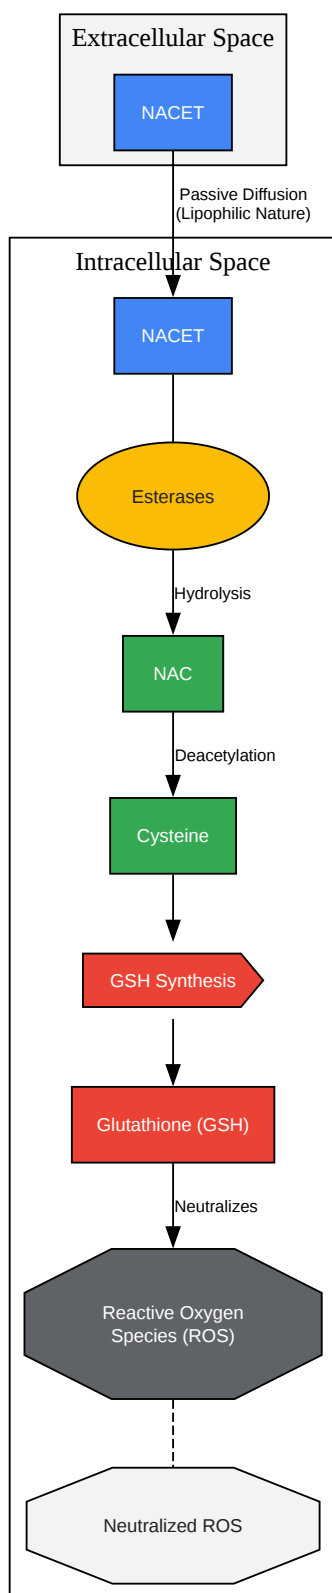 Extracellular Space
NACET
Passive Diffusion
(Lipophilic Nature)
Intracellular Space
NACET
Esterases
Hydrolysis
NAC
Deacetylation
Cysteine
GSH Synthesis
Glutathione (GSH)
Neutralizes
Reactive Oxygen
Species (ROS)
Neutralized ROS